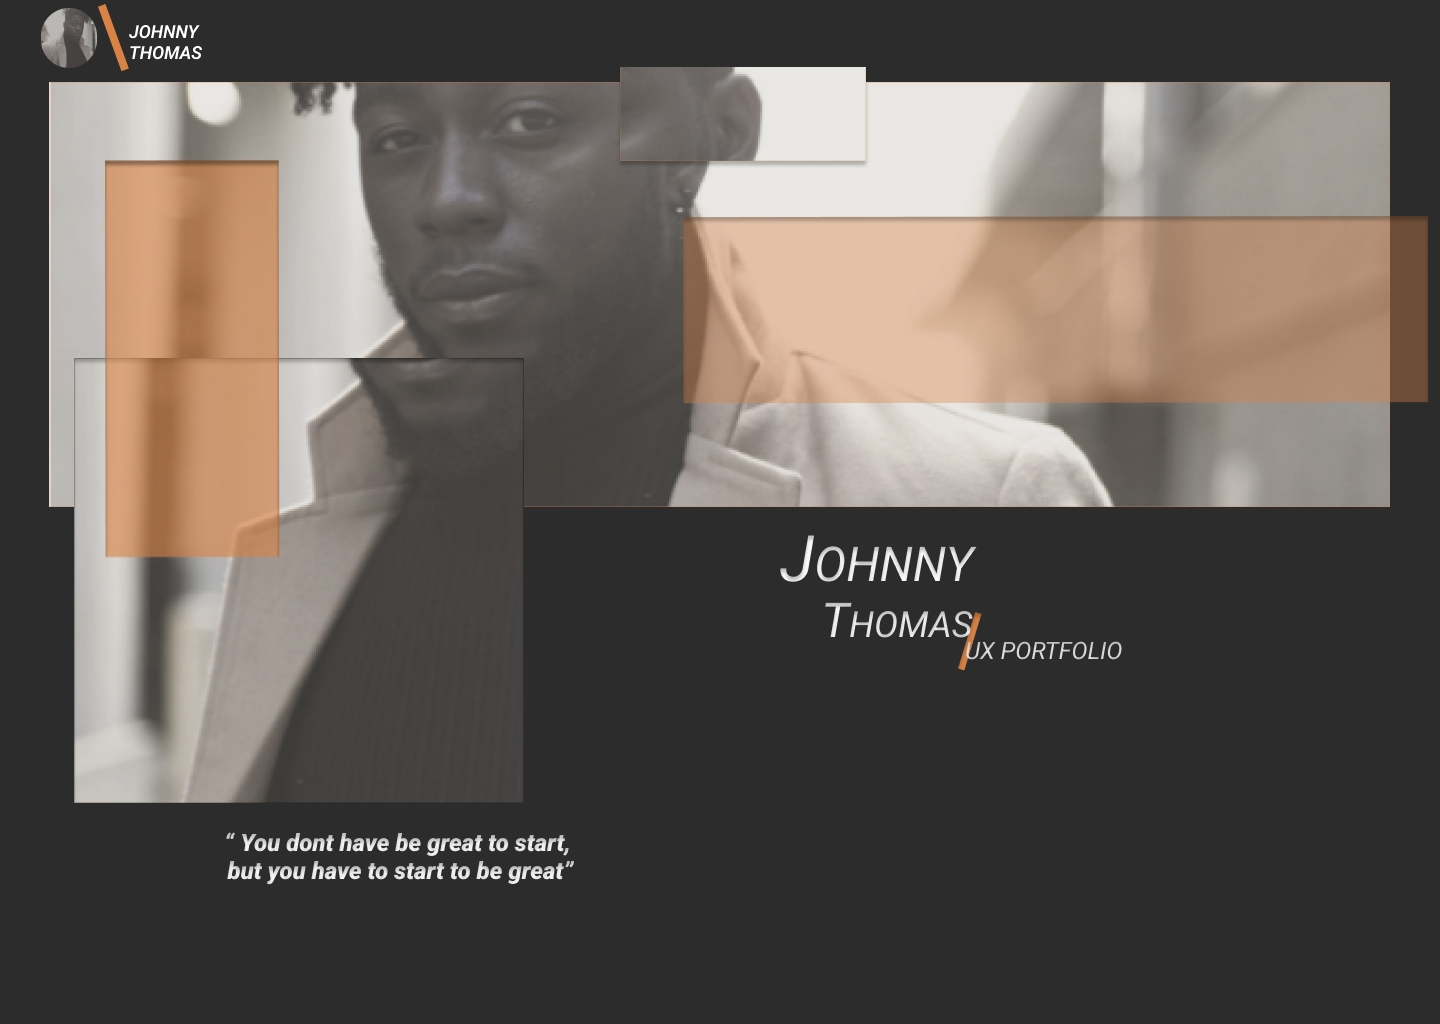 JOHNNY
THOMAS
JOHNNY
THOMAS
UX PORTFOLIO
“ You dont have be great to start,
but you have to start to be great”